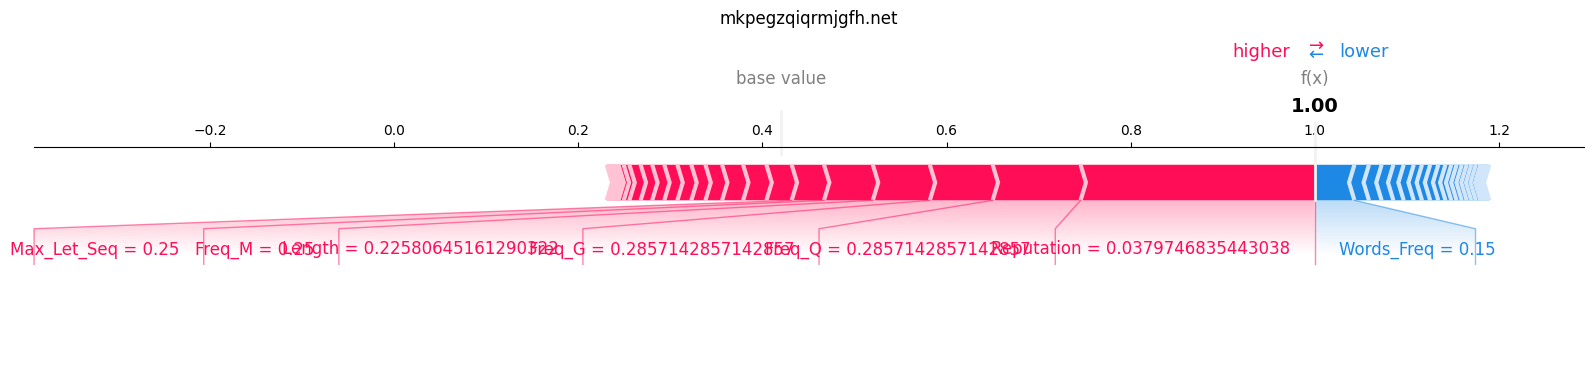 mkpegzqiqrmjgfh.net
higher ⇄ lower
base value f(x)
1.00
−0.2 0.0 0.2 0.4 0.6 0.8 1.0 1.2
Max_Let_Seq = 0.25 Freq_M = 0.25 Length = 0.22580645161290322 Freq_G = 0.2857142857142857 Freq_Q = 0.2857142857142857 Reputation = 0.0379746835443038 Words_Freq = 0.15